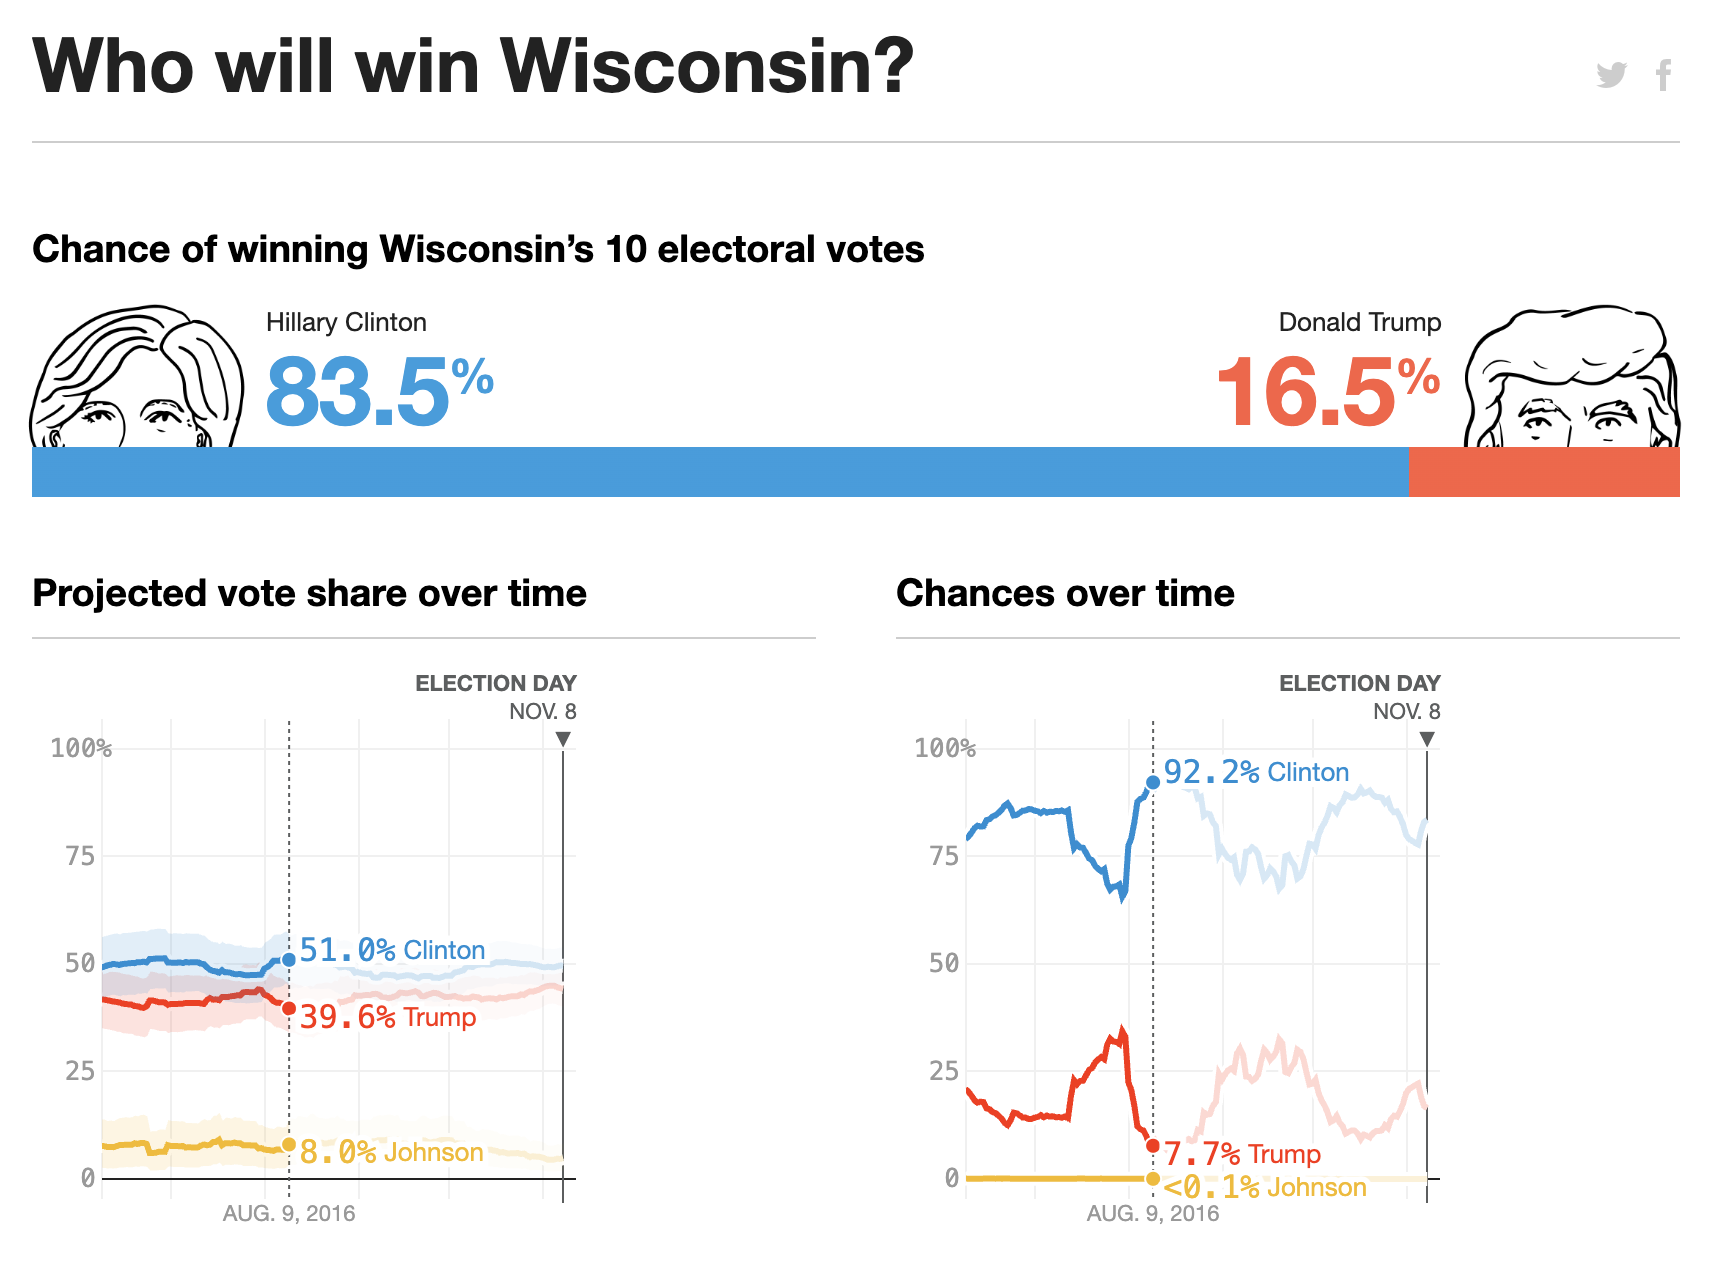 Who will win Wisconsin?
Chance of winning Wisconsin’s 10 electoral votes
Hillary Clinton
83.5%
Donald Trump
16.5%
Projected vote share over time
ELECTION DAY
NOV. 8
100%
75
50
25
0
51.0% Clinton
39.6% Trump
8.0% Johnson
AUG. 9, 2016
Chances over time
ELECTION DAY
NOV. 8
100%
75
50
25
0
92.2% Clinton
7.7% Trump
<0.1% Johnson
AUG. 9, 2016